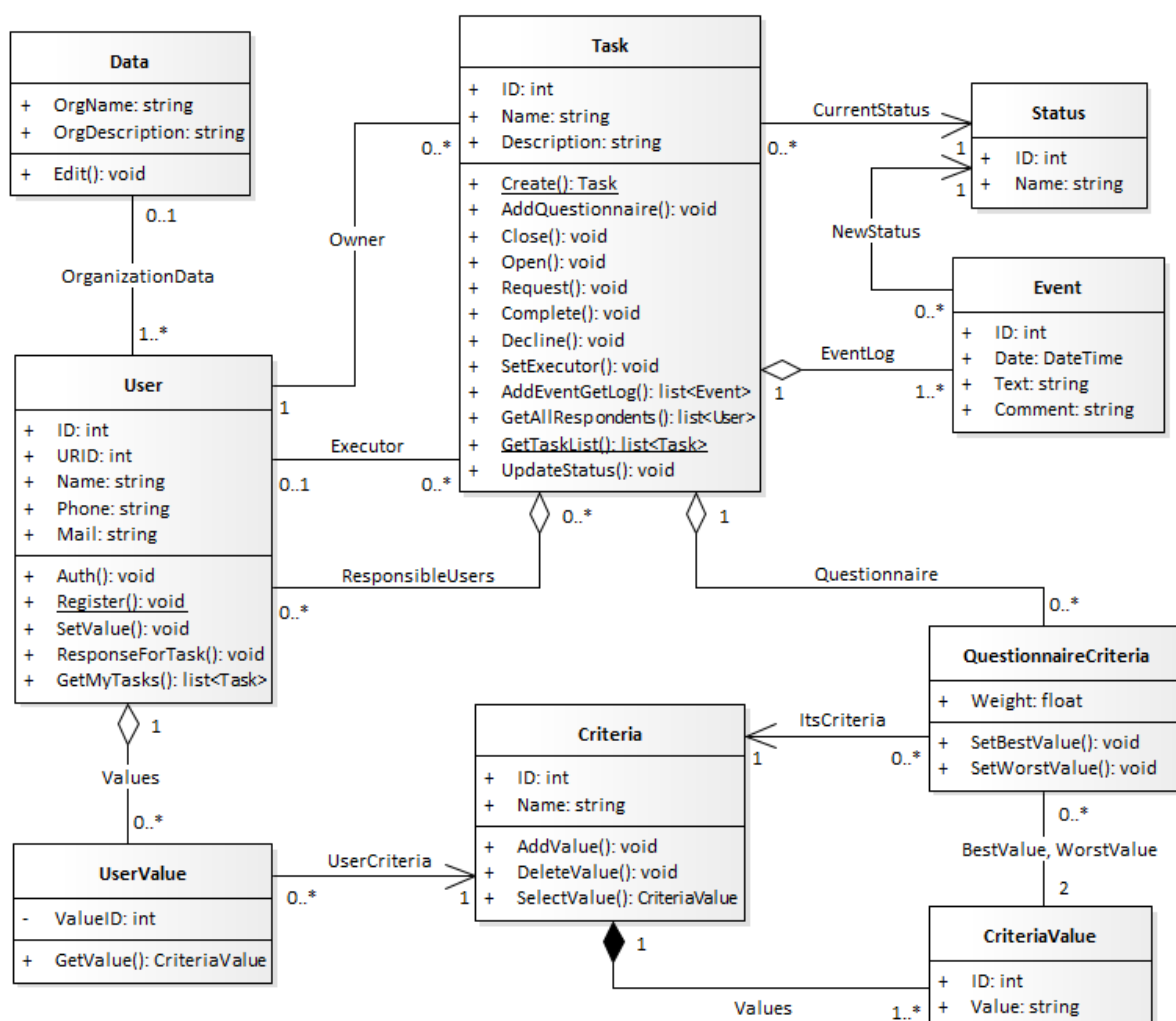 Data
+ OrgName: string
+ OrgDescription: string
+ Edit(): void
0..1
OrganizationData
1..*
Task
+ ID: int
+ Name: string
+ Description: string
+ Create(): Task
+ AddQuestionnaire(): void
+ Close(): void
+ Open(): void
+ Request(): void
+ Complete(): void
+ Decline(): void
+ SetExecutor(): void
+ AddEventGetLog(): list<Event>
+ GetAllRespondents(): list<User>
+ GetTaskList(): list<Task>
+ UpdateStatus(): void
0..*
Owner
1
CurrentStatus
0..*
1
Status
+ ID: int
+ Name: string
1
NewStatus
0..*
Event
+ ID: int
+ Date: DateTime
+ Text: string
+ Comment: string
EventLog
1
1..*
User
+ ID: int
+ URID: int
+ Name: string
+ Phone: string
+ Mail: string
+ Auth(): void
+ Register(): void
+ SetValue(): void
+ ResponseForTask(): void
+ GetMyTasks(): list<Task>
Executor
0..1
0..*
0..*
ResponsibleUsers
0..*
1
Questionnaire
0..*
QuestionnaireCriteria
+ Weight: float
+ SetBestValue(): void
+ SetWorstValue(): void
1
Values
0..*
UserValue
- ValueID: int
+ GetValue(): CriteriaValue
UserCriteria
0..*
1
Criteria
+ ID: int
+ Name: string
+ AddValue(): void
+ DeleteValue(): void
+ SelectValue(): CriteriaValue
ItsCriteria
1
0..*
0..*
BestValue, WorstValue
2
CriteriaValue
+ ID: int
+ Value: string
1
Values
1..*